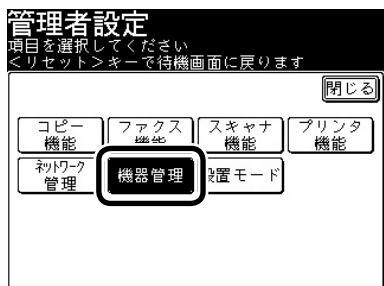 管理者設定
項目を選択してください
<リセット>キーで待機画面に戻ります
閉じる
コピー ファクス スキャナ プリンタ
機能 機能 機能 機能
ネットワーク
管理 機器管理 設置モード